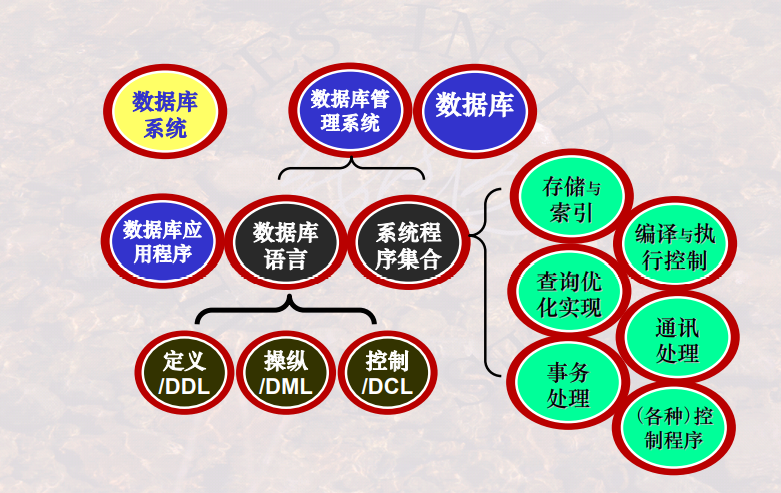 数据库
系统
数据库管
理系统
数据库
数据库应
用程序
数据库
语言
系统程
序集合
存储与
索引
编译与执
行控制
查询优
化实现
通讯
处理
事务
处理
(各种)控
制程序
定义
/DDL
操纵
/DML
控制
/DCL